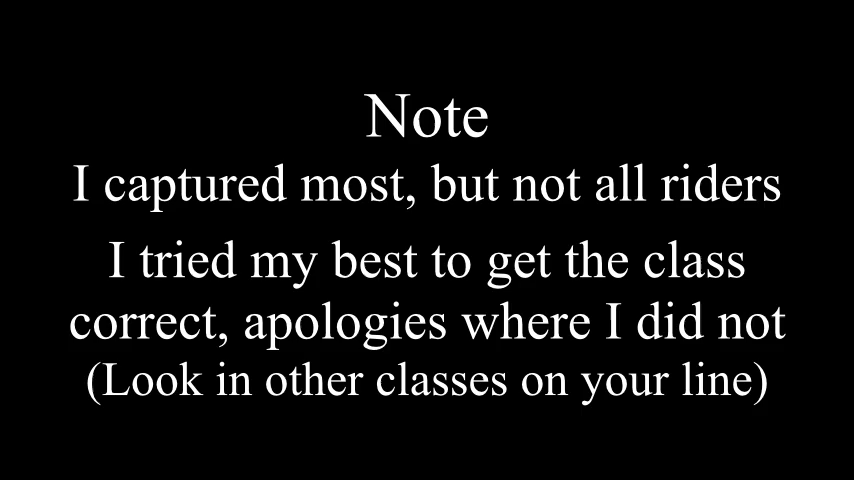 Note
I captured most, but not all riders
I tried my best to get the class
correct, apologies where I did not
(Look in other classes on your line)